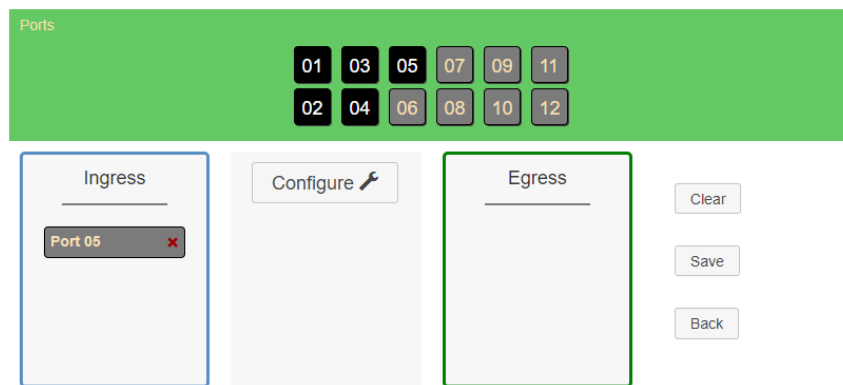 Ports
01 03 05 07 09 11
02 04 06 08 10 12
Ingress
Configure
Egress
Port 05
Clear
Save
Back